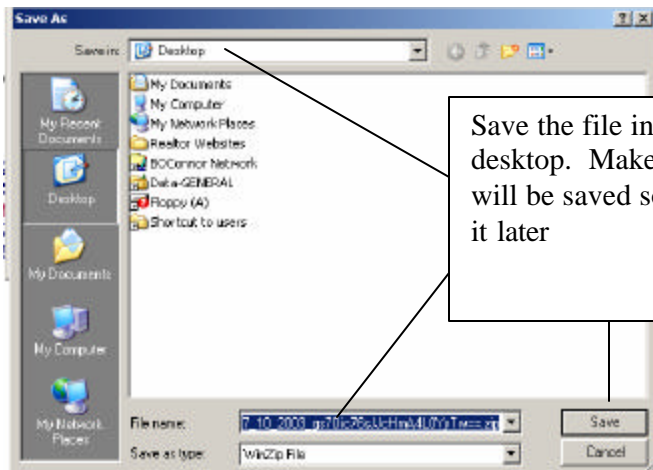 Save As
Save in:
Desktop
My Documents
My Computer
My Network Places
Realtor Websites
BOConnor Network
Data-GENERAL
Floppy (A)
Shortcut to users
My Recent
Documents
Desktop
My Documents
My Computer
My Network
Places
Save the file in
desktop. Make
will be saved so
it later
File name:
7_10_2003
Save
Save as type:
WinZip File
Cancel